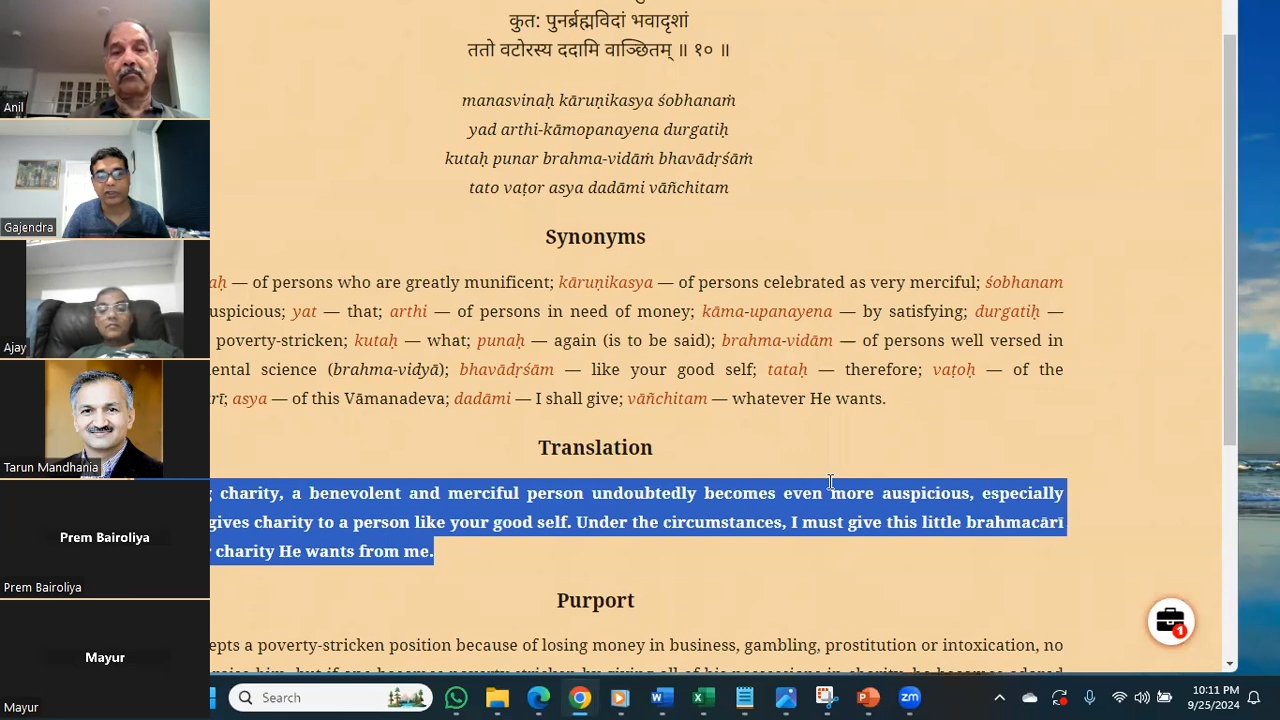 कुत: पुनर्ब्रह्मविदां भवादृशां
ततो वटोरस्य ददामि वाञ्छितम् ॥ १० ॥
manasvinaḥ kāruṇikasya śobhanaṁ
yad arthi-kāmopanayena durgatiḥ
kutaḥ punar brahma-vidāṁ bhavādṛśāṁ
tato vaṭor asya dadāmi vāñchitam
Synonyms
aḥ — of persons who are greatly munificent; kāruṇikasya — of persons celebrated as very merciful; śobhanam
uspicious; yat — that; arthi — of persons in need of money; kāma-upanayena — by satisfying; durgatiḥ —
poverty-stricken; kutaḥ — what; punaḥ — again (is to be said); brahma-vidām — of persons well versed in
ental science (brahma-vidyā); bhavādṛśām — like your good self; tataḥ — therefore; vaṭoḥ — of the
rī; asya — of this Vāmanadeva; dadāmi — I shall give; vāñchitam — whatever He wants.
Translation
g charity, a benevolent and merciful person undoubtedly becomes even more auspicious, especially
gives charity to a person like your good self. Under the circumstances, I must give this little brahmacārī
r charity He wants from me.
Purport
epts a poverty-stricken position because of losing money in business, gambling, prostitution or intoxication, no
Anil
Gajendra
Ajay
Tarun Mandhania
Prem Bairoliya
Prem Bairoliya
Mayur
Mayur
1
Search
10:11 PM
9/25/2024